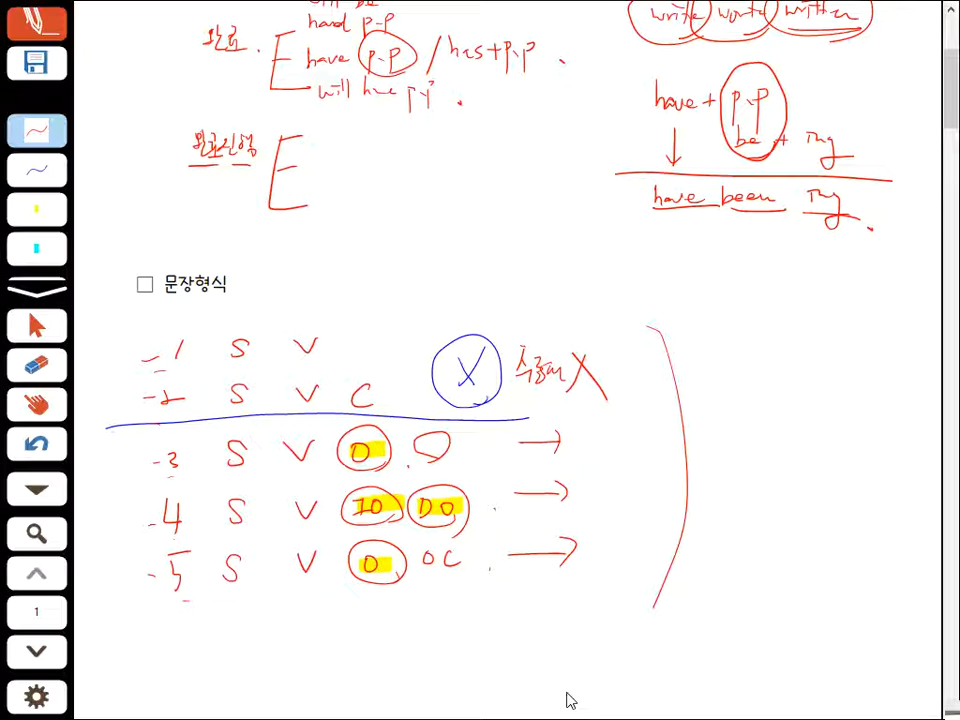 had p.p
완료. have p.p / has+p.p
will have p.p.
write wrote written
have + p.p
be + ing
have been ing.
완료진행
□ 문장형식
-1 S V
X 수동태 X
-2 S V C
-3 S V O
-4 S V IO DO
-5 S V O OC
1